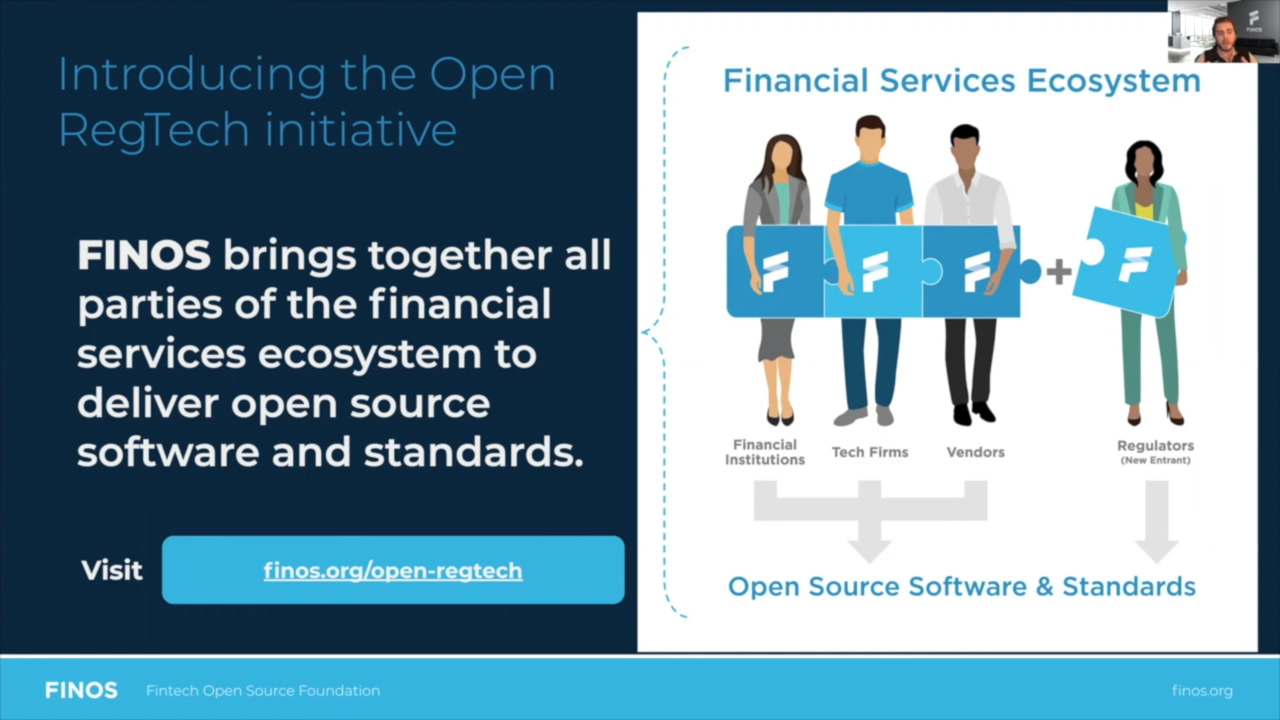 Introducing the Open
RegTech initiative
FINOS brings together all
parties of the financial
services ecosystem to
deliver open source
software and standards.
Visit
finos.org/open-regtech
Financial Services Ecosystem
Financial
Institutions
Tech Firms
Vendors
Regulators
(New Entrant)
Open Source Software & Standards
FINOS
FINOS
Fintech Open Source Foundation
finos.org